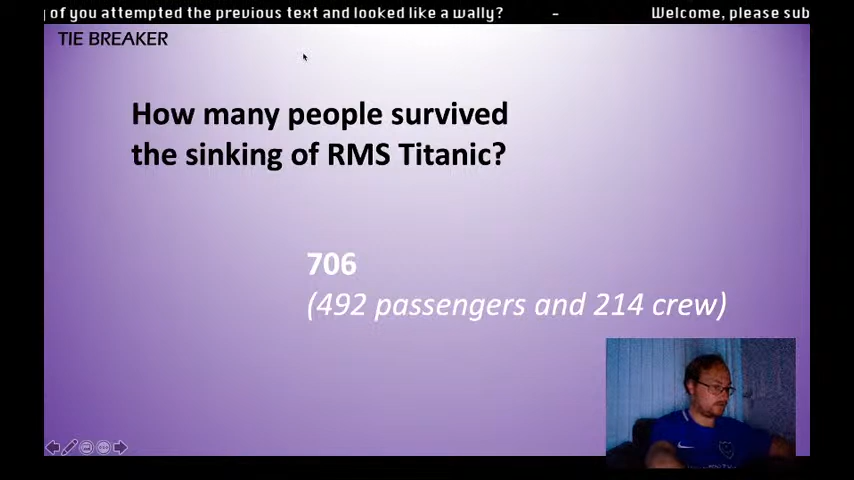 of you attempted the previous text and looked like a wally? - Welcome, please sub
TIE BREAKER
How many people survived
the sinking of RMS Titanic?
706
(492 passengers and 214 crew)